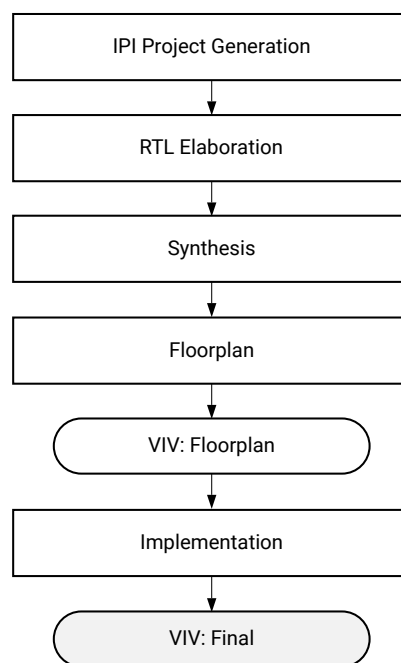 IPI Project Generation
RTL Elaboration
Synthesis
Floorplan
VIV: Floorplan
Implementation
VIV: Final